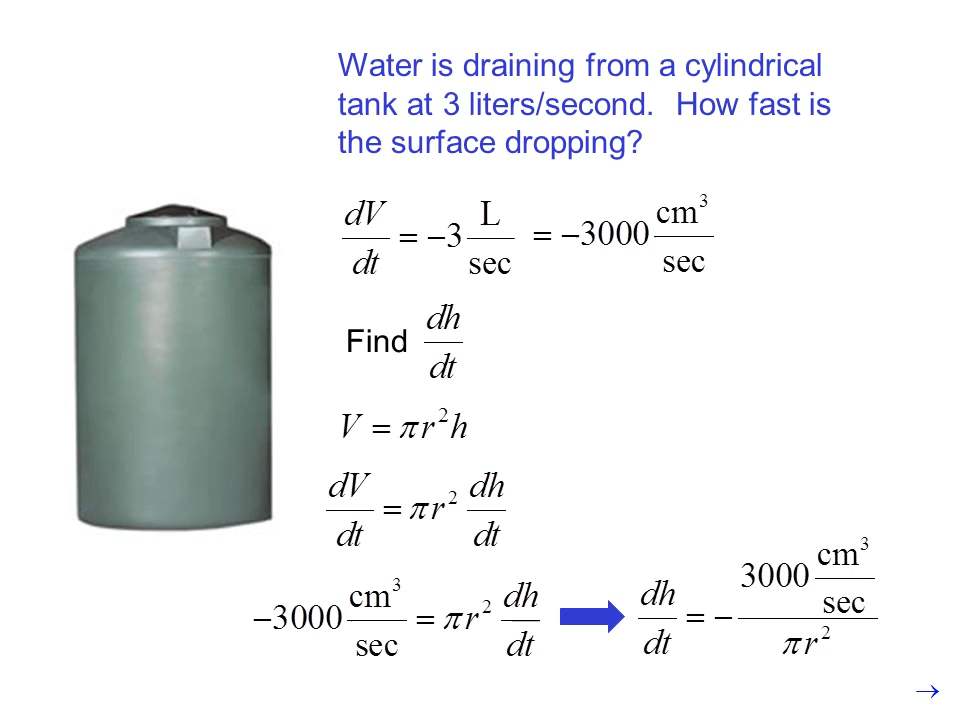 Water is draining from a cylindrical
tank at 3 liters/second. How fast is
the surface dropping?
dV/dt = −3 L/sec = −3000 cm³/sec
Find dh/dt
V = πr²h
dV/dt = πr² dh/dt
−3000 cm³/sec = πr² dh/dt
dh/dt = − (3000 cm³/sec)/(πr²)
→